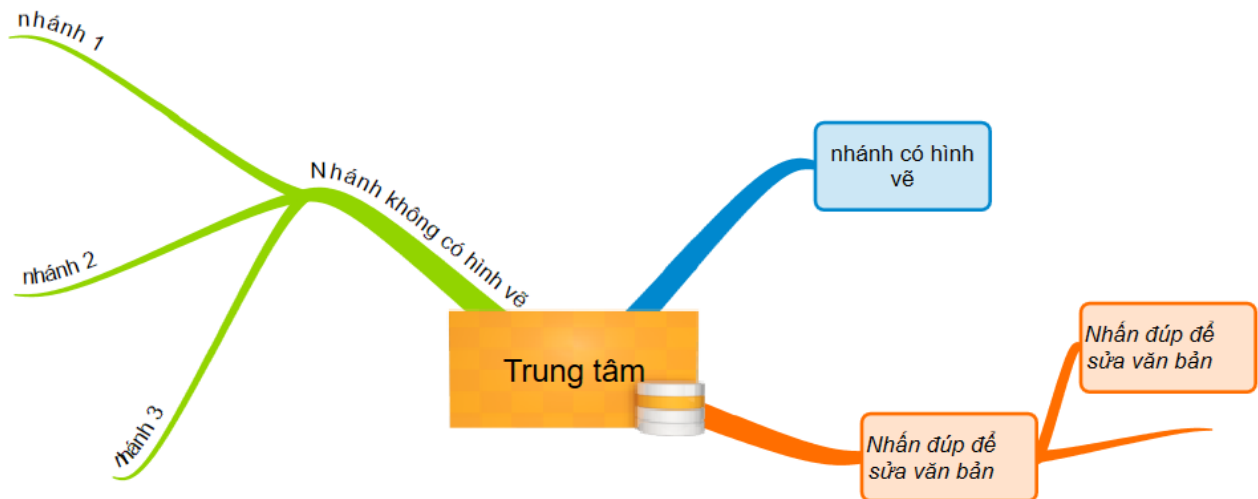 nhánh 1
Nhánh không có hình vẽ
nhánh 2
nhánh 3
nhánh có hình
vẽ
Trung tâm
Nhấn đúp để
sửa văn bản
Nhấn đúp để
sửa văn bản